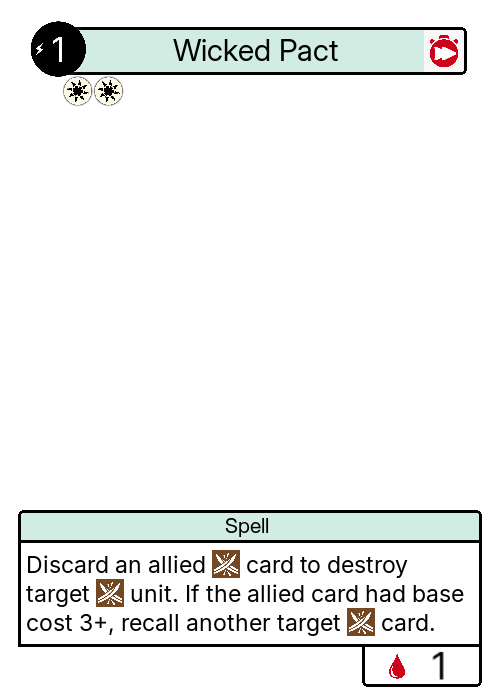 1
Wicked Pact
Spell
Discard an allied card to destroy
target unit. If the allied card had base
cost 3+, recall another target card.
1